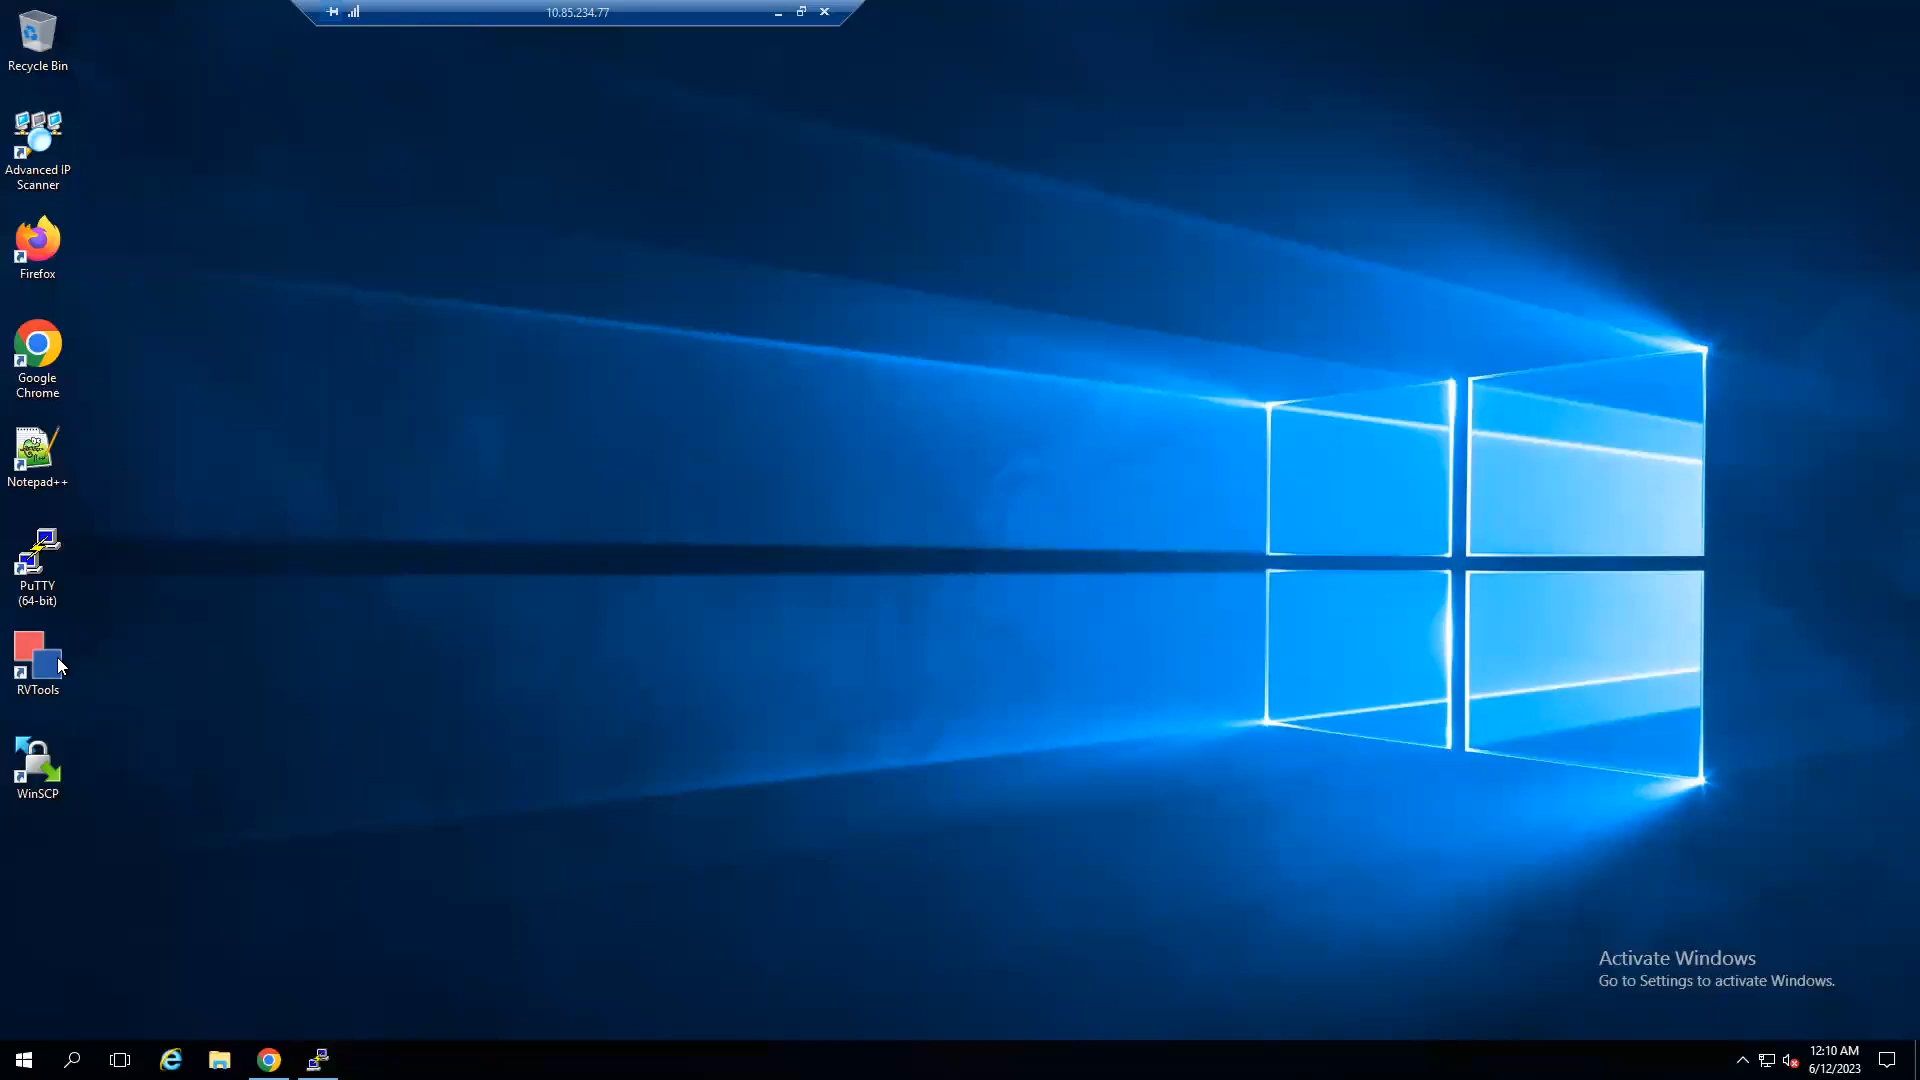 10.85.234.77
Recycle Bin
Advanced IP
Scanner
Firefox
Google
Chrome
Notepad++
PuTTY
(64-bit)
RVTools
WinSCP
Activate Windows
Go to Settings to activate Windows.
12:10 AM
6/12/2023